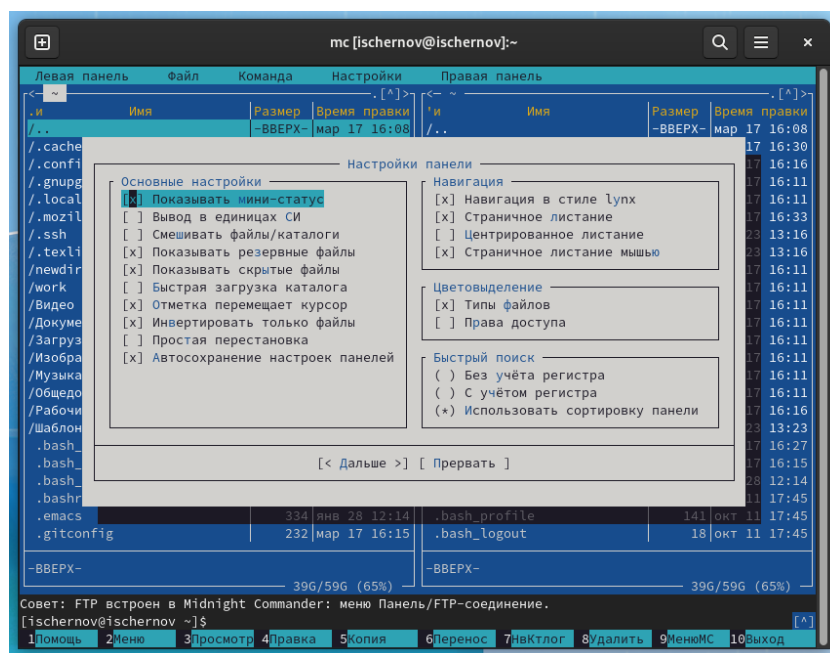 mc [ischernov@ischernov]:~
Левая панель Файл Команда Настройки Правая панель
<- ~ .[^]> <- ~ .[^]>
.и Имя Размер Время правки 'и Имя Размер Время правки
/.. -ВВЕРХ- мар 17 16:08 /.. -ВВЕРХ- мар 17 16:08
/.cache 17 16:30
/.confi Настройки панели 17 16:16
/.gnupg Основные настройки Навигация 17 16:11
/.local [x] Показывать мини-статус [x] Навигация в стиле lynx 17 16:11
/.mozil [ ] Вывод в единицах СИ [x] Страничное листание 17 16:33
/.ssh [ ] Смешивать файлы/каталоги [ ] Центрированное листание 23 13:16
/.texli [x] Показывать резервные файлы [x] Страничное листание мышью 23 13:16
/newdir [x] Показывать скрытые файлы 17 16:11
/work [ ] Быстрая загрузка каталога Цветовыделение 17 16:11
/Видео [x] Отметка перемещает курсор [x] Типы файлов 17 16:11
/Докуме [x] Инвертировать только файлы [ ] Права доступа 17 16:11
/Загруз [ ] Простая перестановка 17 16:11
/Изобра [x] Автосохранение настроек панелей Быстрый поиск 17 16:11
/Музыка ( ) Без учёта регистра 17 16:11
/Общедо ( ) С учётом регистра 17 16:11
/Рабочи (*) Использовать сортировку панели 17 16:16
/Шаблон 23 13:23
.bash_ 17 16:27
.bash_ [< Дальше >] [ Прервать ] 17 16:15
.bash_ 28 12:14
.bashr 11 17:45
.emacs 334 янв 28 12:14 .bash_profile 141 окт 11 17:45
.gitconfig 232 мар 17 16:15 .bash_logout 18 окт 11 17:45
-ВВЕРХ- -ВВЕРХ-
39G/59G (65%) 39G/59G (65%)
Совет: FTP встроен в Midnight Commander: меню Панель/FTP-соединение.
[ischernov@ischernov ~]$ [^]
1Помощь 2Меню 3Просмотр 4Правка 5Копия 6Перенос 7НвКтлог 8Удалить 9МенюМС 10Выход